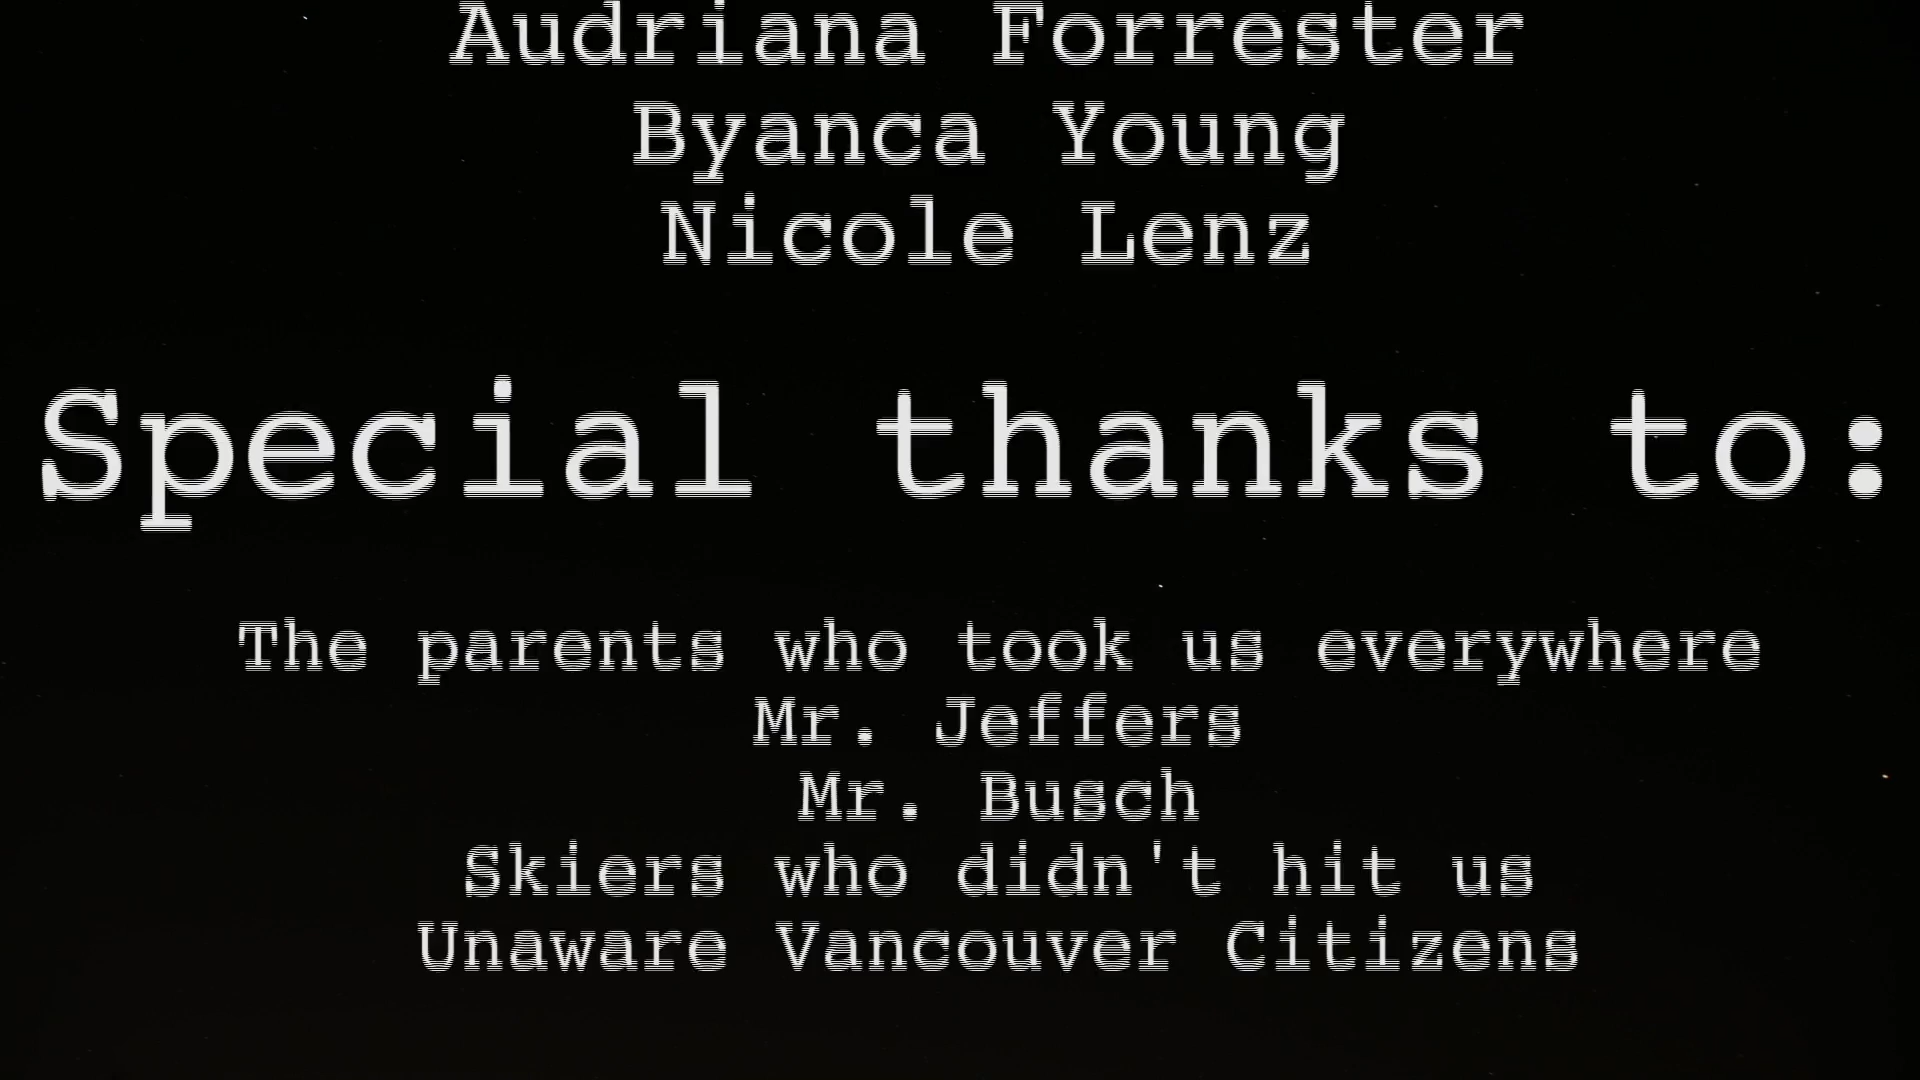 Audriana Forrester
Byanca Young
Nicole Lenz
Special thanks to:
The parents who took us everywhere
Mr. Jeffers
Mr. Busch
Skiers who didn't hit us
Unaware Vancouver Citizens